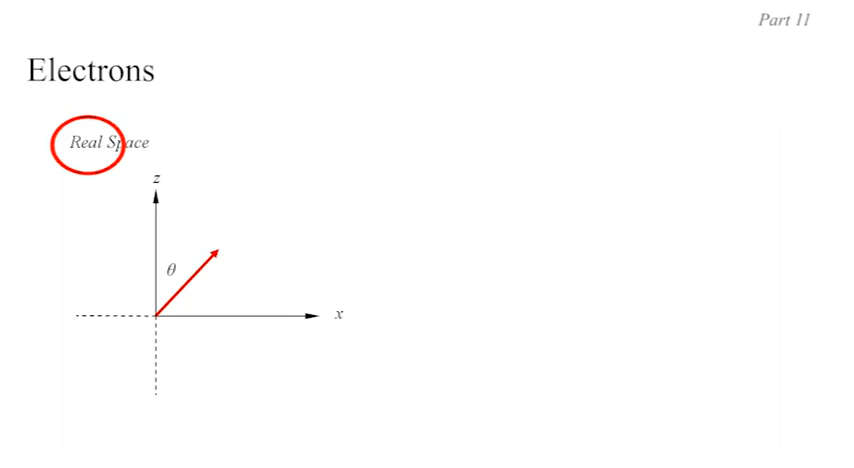 Part 11
Electrons
Real Space
z
θ
x